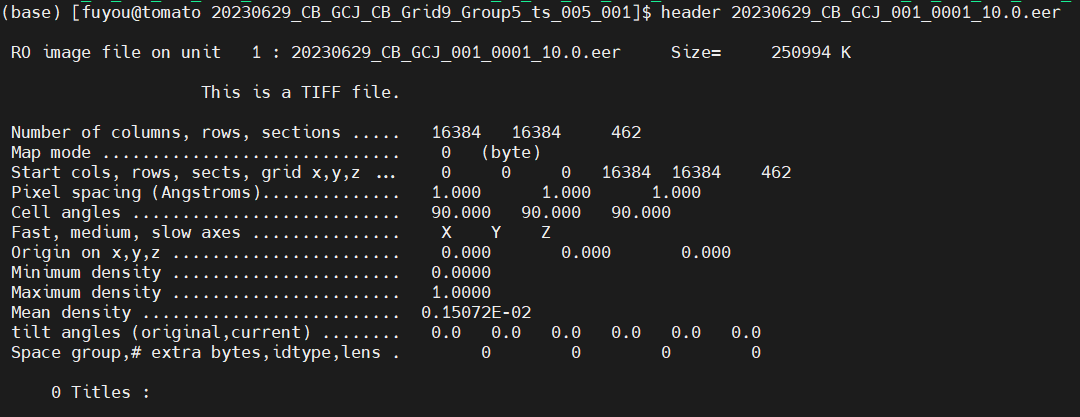 (base) [fuyou@tomato 20230629_CB_GCJ_CB_Grid9_Group5_ts_005_001]$ header 20230629_CB_GCJ_001_0001_10.0.eer
RO image file on unit   1 : 20230629_CB_GCJ_001_0001_10.0.eer     Size=     250994 K
This is a TIFF file.
Number of columns, rows, sections .....   16384   16384     462
Map mode ..............................    0   (byte)
Start cols, rows, sects, grid x,y,z ...    0     0     0   16384  16384    462
Pixel spacing (Angstroms)..............   1.000      1.000      1.000
Cell angles ...........................   90.000   90.000   90.000
Fast, medium, slow axes ...............    X    Y    Z
Origin on x,y,z .......................    0.000       0.000       0.000
Minimum density .......................   0.0000
Maximum density .......................   1.0000
Mean density ..........................  0.15072E-02
tilt angles (original,current) ........   0.0   0.0   0.0   0.0   0.0   0.0
Space group,# extra bytes,idtype,lens .        0        0        0        0
0 Titles :